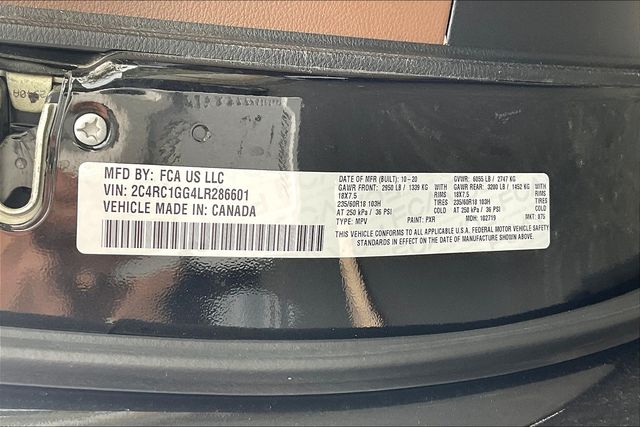 MFD BY: FCA US LLC
VIN: 2C4RC1GG4LR286601
VEHICLE MADE IN: CANADA
DATE OF MFR (BUILT): 10-20
GAWR FRONT: 2950 LB / 1339 KG WITH
18X7.5 RIMS
235/60R18 103H TIRES
AT 250 kPa / 36 PSI
TYPE: MPV
GVWR: 6055 LB / 2747 KG
GAWR REAR: 3200 LB / 1452 KG WITH
18X7.5 RIMS
235/60R18 103H TIRES
AT 250 kPa / 36 PSI
PAINT: PXR MDH: 102719 MKT: 875
THIS VEHICLE CONFORMS TO ALL APPLICABLE U.S.A. FEDERAL MOTOR VEHICLE SAFETY
STANDARDS IN EFFECT ON THE DATE OF MANUFACTURE SHOWN ABOVE.